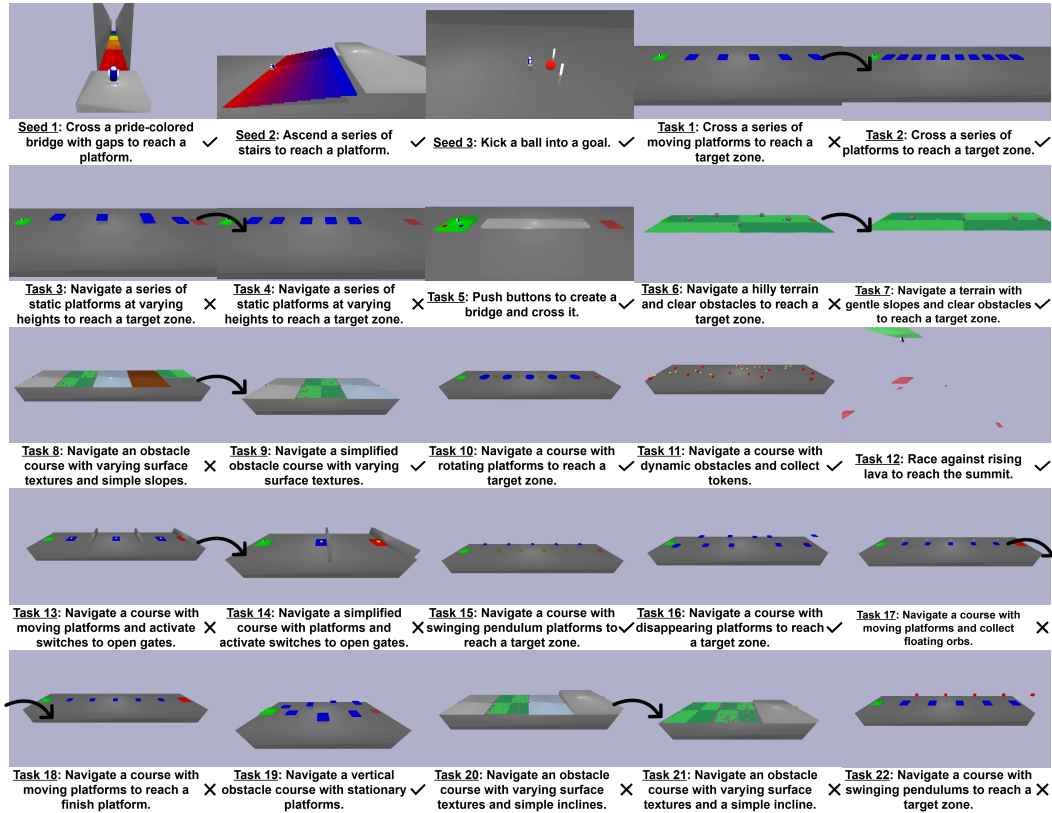 Seed 1: Cross a pride-colored
bridge with gaps to reach a
platform.
Seed 2: Ascend a series of
stairs to reach a platform.
Seed 3: Kick a ball into a goal.
Task 1: Cross a series of
moving platforms to reach a
target zone.
Task 2: Cross a series of
platforms to reach a target zone.
Task 3: Navigate a series of
static platforms at varying
heights to reach a target zone.
Task 4: Navigate a series of
static platforms at varying
heights to reach a target zone.
Task 5: Push buttons to create a
bridge and cross it.
Task 6: Navigate a hilly terrain
and clear obstacles to reach a
target zone.
Task 7: Navigate a terrain with
gentle slopes and clear obstacles
to reach a target zone.
Task 8: Navigate an obstacle
course with varying surface
textures and simple slopes.
Task 9: Navigate a simplified
obstacle course with varying
surface textures.
Task 10: Navigate a course with
rotating platforms to reach a
target zone.
Task 11: Navigate a course with
dynamic obstacles and collect
tokens.
Task 12: Race against rising
lava to reach the summit.
Task 13: Navigate a course with
moving platforms and activate
switches to open gates.
Task 14: Navigate a simplified
course with platforms and
activate switches to open gates.
Task 15: Navigate a course with
swinging pendulum platforms to
reach a target zone.
Task 16: Navigate a course with
disappearing platforms to reach
a target zone.
Task 17: Navigate a course with
moving platforms and collect
floating orbs.
Task 18: Navigate a course with
moving platforms to reach a
finish platform.
Task 19: Navigate a vertical
obstacle course with stationary
platforms.
Task 20: Navigate an obstacle
course with varying surface
textures and simple inclines.
Task 21: Navigate an obstacle
course with varying surface
textures and a simple incline.
Task 22: Navigate a course with
swinging pendulums to reach a
target zone.